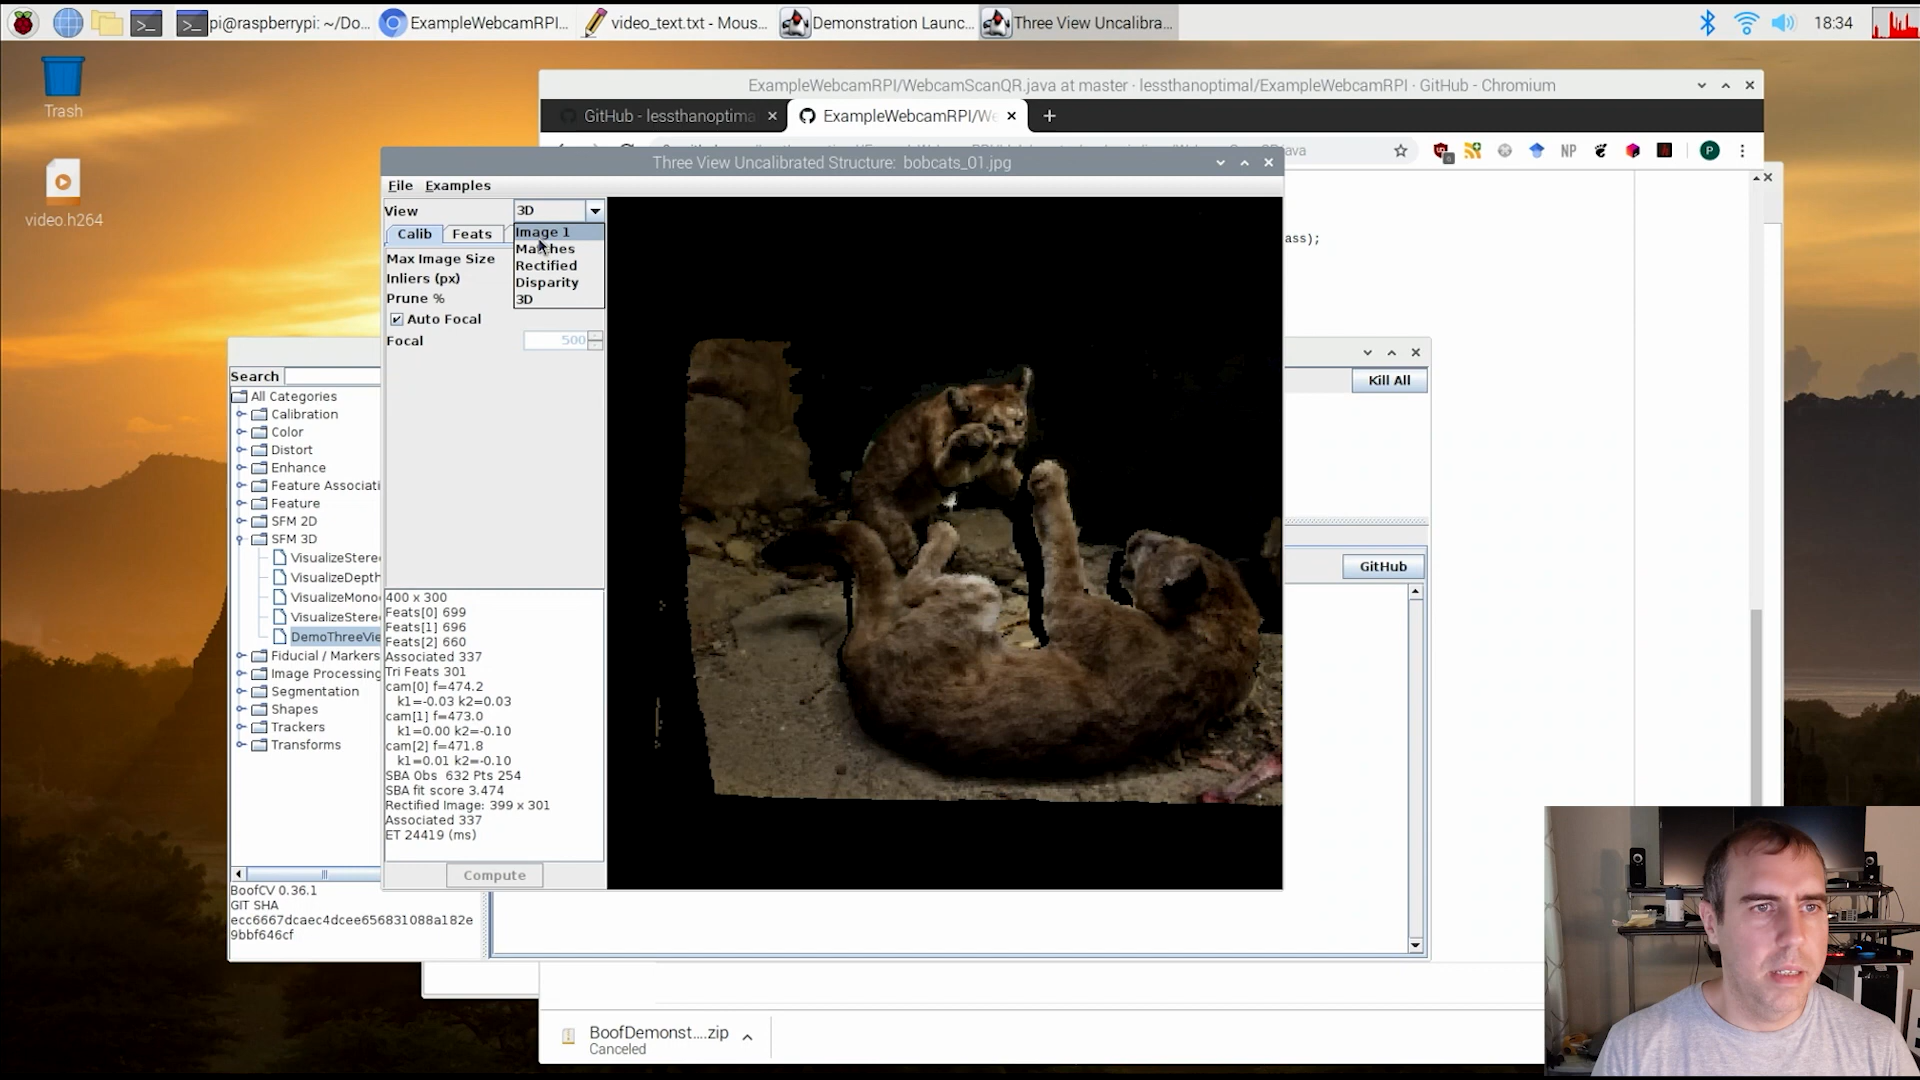 pi@raspberrypi: ~/Do...
ExampleWebcamRPI...
video_text.txt - Mous...
Demonstration Launc...
Three View Uncalibra...
18:34
Trash
video.h264
ExampleWebcamRPI/WebcamScanQR.java at master · lessthanoptimal/ExampleWebcamRPI · GitHub - Chromium
GitHub - lessthanoptima
ExampleWebcamRPI/We
NP
P
Three View Uncalibrated Structure: bobcats_01.jpg
File Examples
View 3D
Calib Feats
Image 1
Matches
Rectified
Disparity
3D
Max Image Size
Inliers (px)
Prune %
Auto Focal
Focal 500
ass);
Kill All
GitHub
Search
All Categories
Calibration
Color
Distort
Enhance
Feature Associati
Feature
SFM 2D
SFM 3D
VisualizeStere
VisualizeDepth
VisualizeMono
VisualizeStere
DemoThreeVie
Fiducial / Markers
Image Processing
Segmentation
Shapes
Trackers
Transforms
BoofCV 0.36.1
GIT SHA
ecc6667dcaec4dcee656831088a182e
9bbf646cf
400 x 300
Feats[0] 699
Feats[1] 696
Feats[2] 660
Associated 337
Tri Feats 301
cam[0] f=474.2
k1=-0.03 k2=0.03
cam[1] f=473.0
k1=0.00 k2=-0.10
cam[2] f=471.8
k1=0.01 k2=-0.10
SBA Obs 632 Pts 254
SBA fit score 3.474
Rectified Image: 399 x 301
Associated 337
ET 24419 (ms)
Compute
BoofDemonst....zip
Canceled